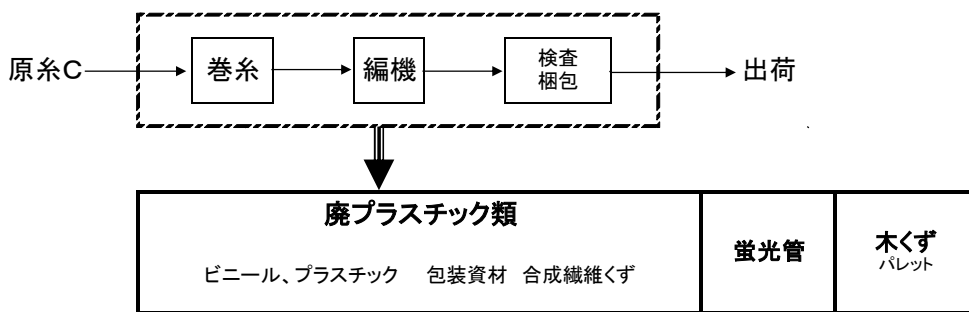 原糸C
巻糸
編機
検査
梱包
出荷
廃プラスチック類
ビニール、プラスチック 包装資材 合成繊維くず
蛍光管
木くず
パレット